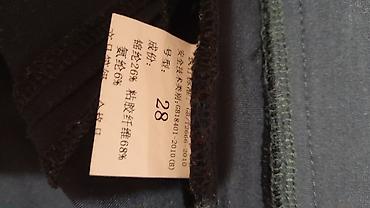 安全技术类别:GB18401-2010(B)
号型: 28
成份:
锦纶26% 粘胶纤维68%
氨纶6%